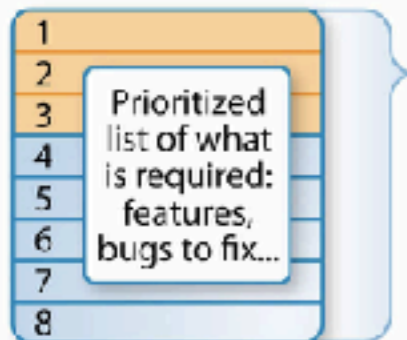 1
2
3
4
5
6
7
8
Prioritized
list of what
is required:
features,
bugs to fix...